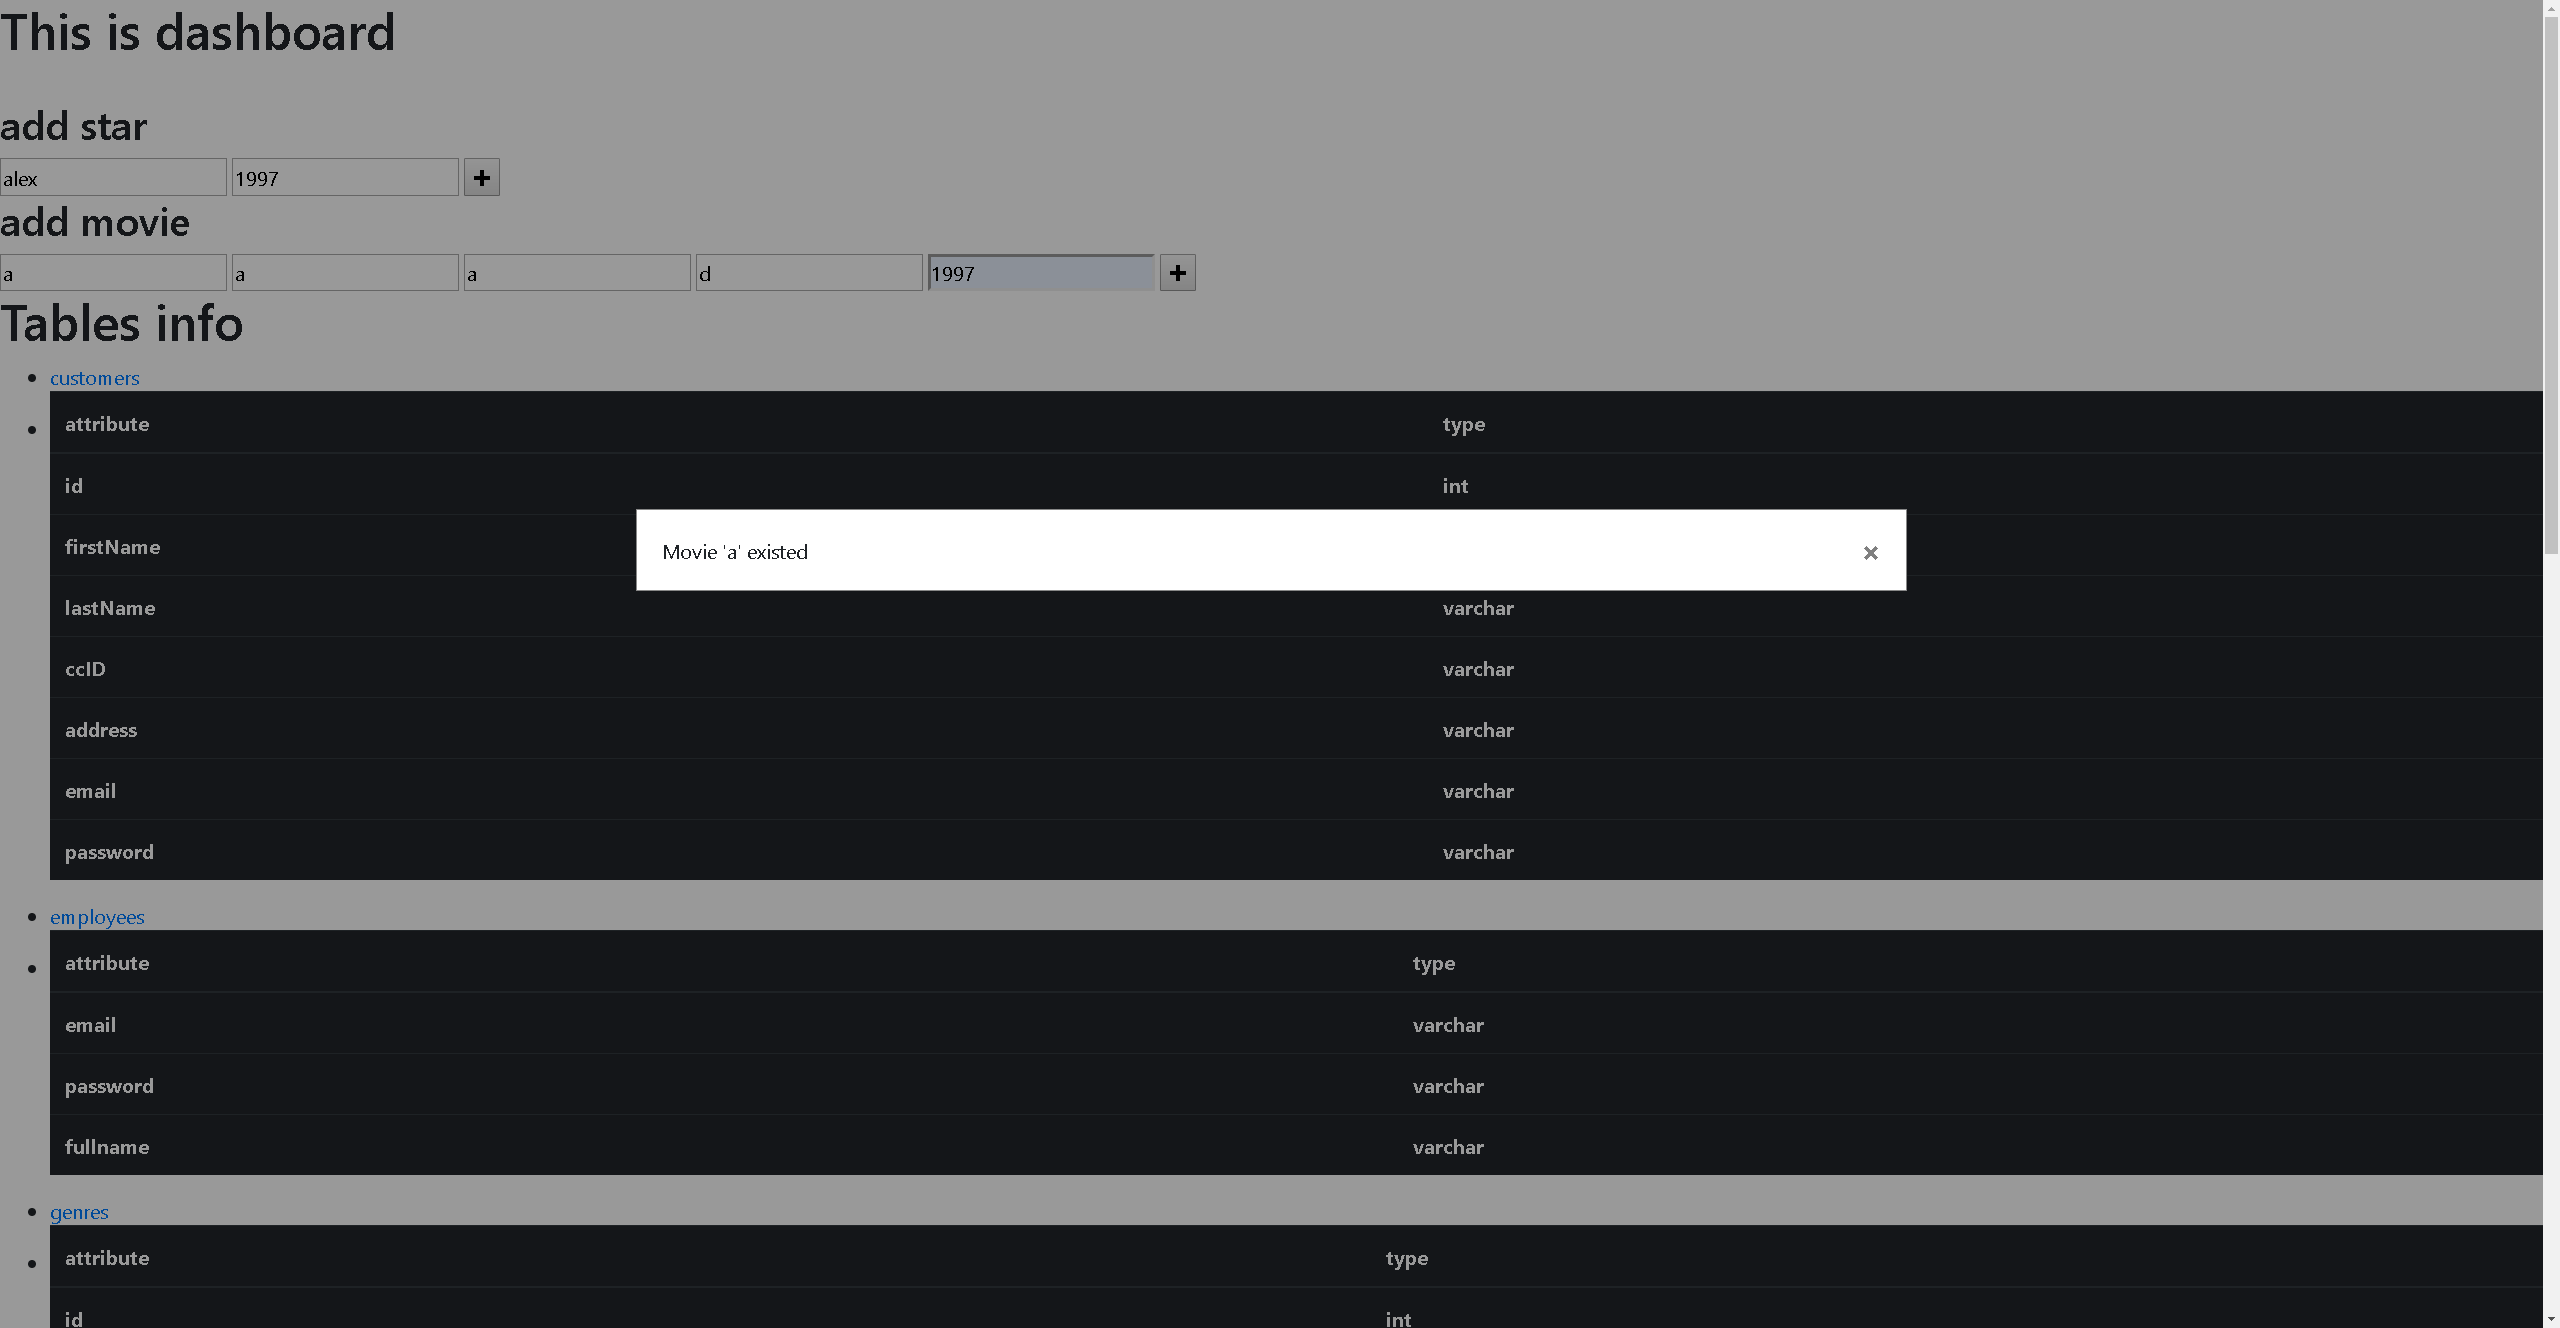 This is dashboard
add star
alex 1997 +
add movie
a a a d 1997 +
Tables info
customers
attribute type
id int
firstName
Movie 'a' existed ×
lastName varchar
ccID varchar
address varchar
email varchar
password varchar
employees
attribute type
email varchar
password varchar
fullname varchar
genres
attribute type
id int